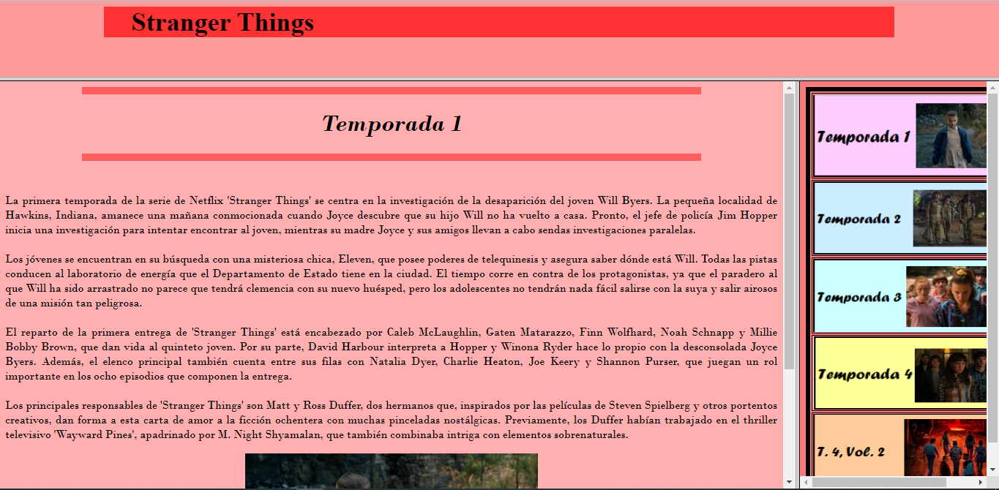 Stranger Things
Temporada 1
La primera temporada de la serie de Netflix 'Stranger Things' se centra en la investigación de la desaparición del joven Will Byers. La pequeña localidad de
Hawkins, Indiana, amanece una mañana conmocionada cuando Joyce descubre que su hijo Will no ha vuelto a casa. Pronto, el jefe de policía Jim Hopper
inicia una investigación para intentar encontrar al joven, mientras su madre Joyce y sus amigos llevan a cabo sendas investigaciones paralelas.
Los jóvenes se encuentran en su búsqueda con una misteriosa chica, Eleven, que posee poderes de telequinesis y asegura saber dónde está Will. Todas las pistas
conducen al laboratorio de energía que el Departamento de Estado tiene en la ciudad. El tiempo corre en contra de los protagonistas, ya que el paradero al
que Will ha sido arrastrado no parece que tendrá clemencia con su nuevo huésped, pero los adolescentes no tendrán nada fácil salirse con la suya y salir airosos
de una misión tan peligrosa.
El reparto de la primera entrega de 'Stranger Things' está encabezado por Caleb McLaughlin, Gaten Matarazzo, Finn Wolfhard, Noah Schnapp y Millie
Bobby Brown, que dan vida al quinteto joven. Por su parte, David Harbour interpreta a Hopper y Winona Ryder hace lo propio con la desconsolada Joyce
Byers. Además, el elenco principal también cuenta entre sus filas con Natalia Dyer, Charlie Heaton, Joe Keery y Shannon Purser, que juegan un rol
importante en los ocho episodios que componen la entrega.
Los principales responsables de 'Stranger Things' son Matt y Ross Duffer, dos hermanos que, inspirados por las películas de Steven Spielberg y otros portentos
creativos, dan forma a esta carta de amor a la ficción ochentera con muchas pinceladas nostálgicas. Previamente, los Duffer habían trabajado en el thriller
televisivo 'Wayward Pines', apadrinado por M. Night Shyamalan, que también combinaba intriga con elementos sobrenaturales.
Temporada 1
Temporada 2
Temporada 3
Temporada 4
T. 4, Vol. 2